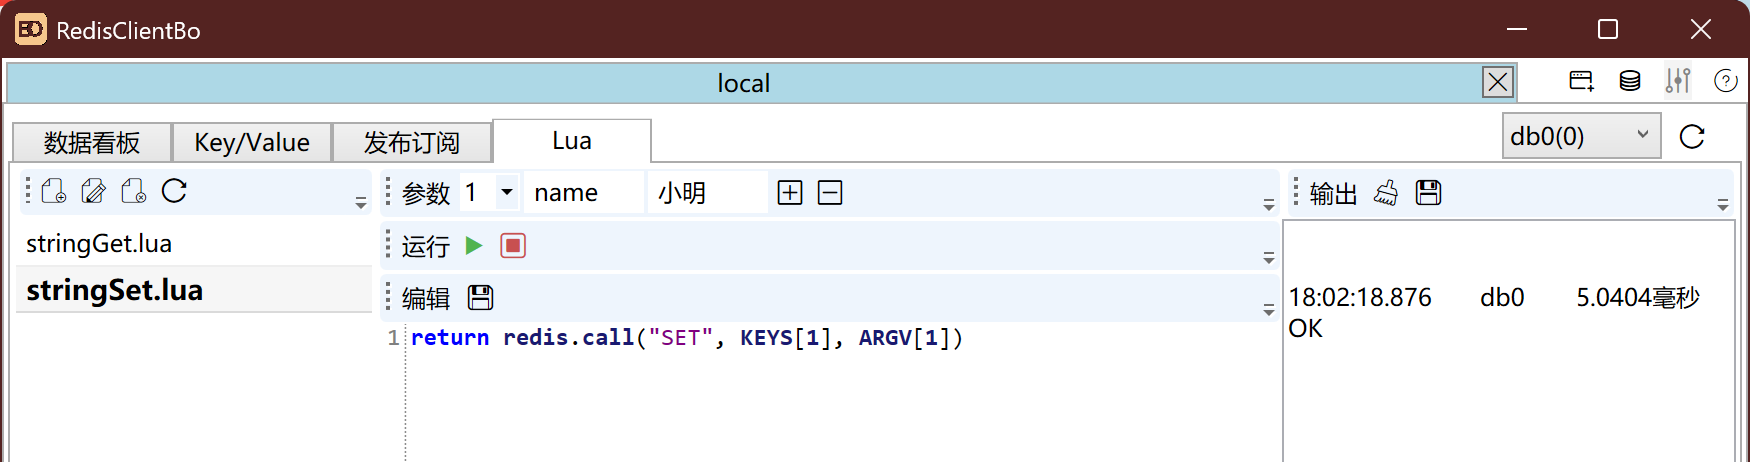 BO RedisClientBo
local
数据看板 Key/Value 发布订阅 Lua db0(0)
参数 1 name 小明 输出
stringGet.lua
运行
stringSet.lua
编辑
18:02:18.876 db0 5.0404毫秒
OK
1 return redis.call("SET", KEYS[1], ARGV[1])